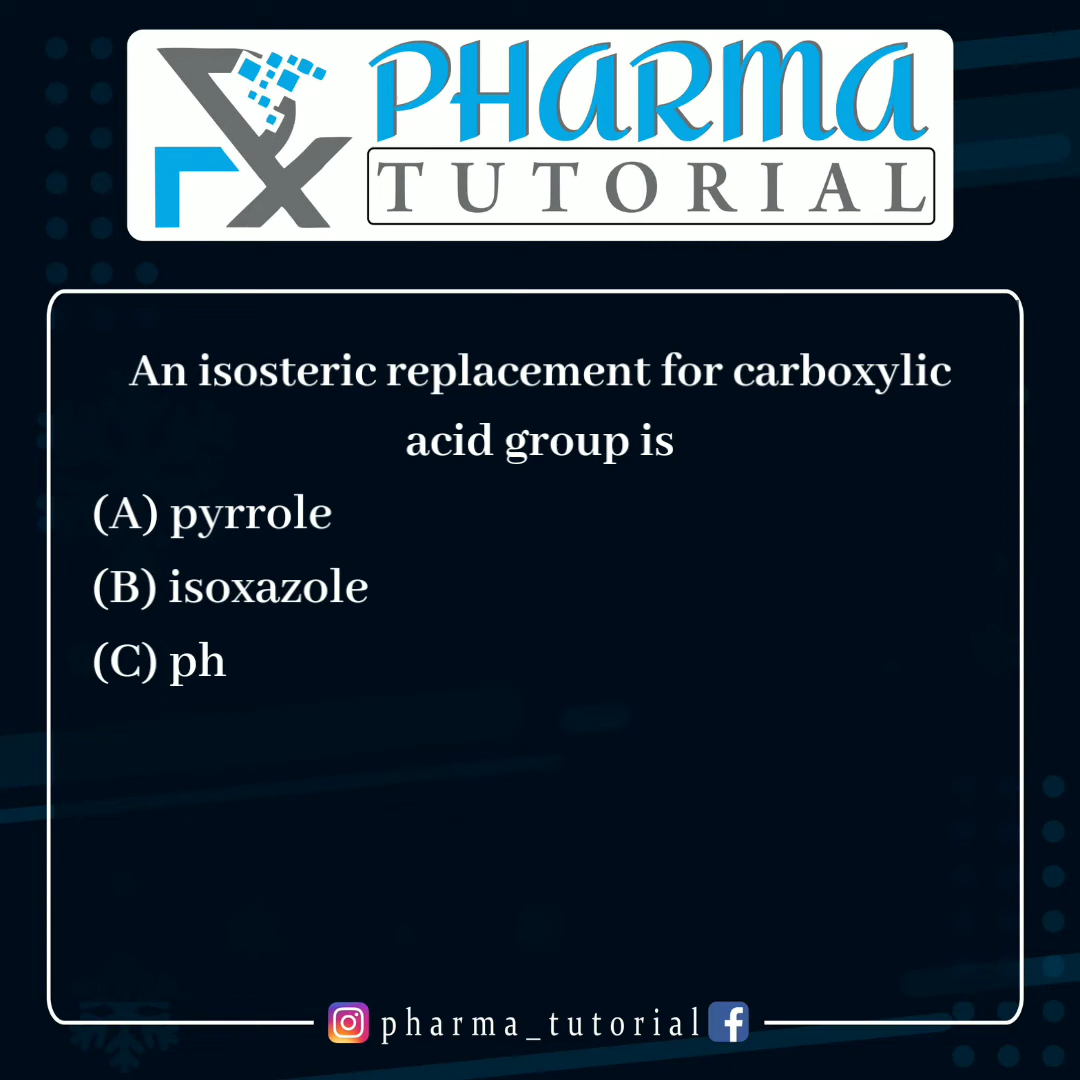 PHARMA
TUTORIAL
An isosteric replacement for carboxylic
acid group is
(A) pyrrole
(B) isoxazole
(C) ph
pharma_tutorial